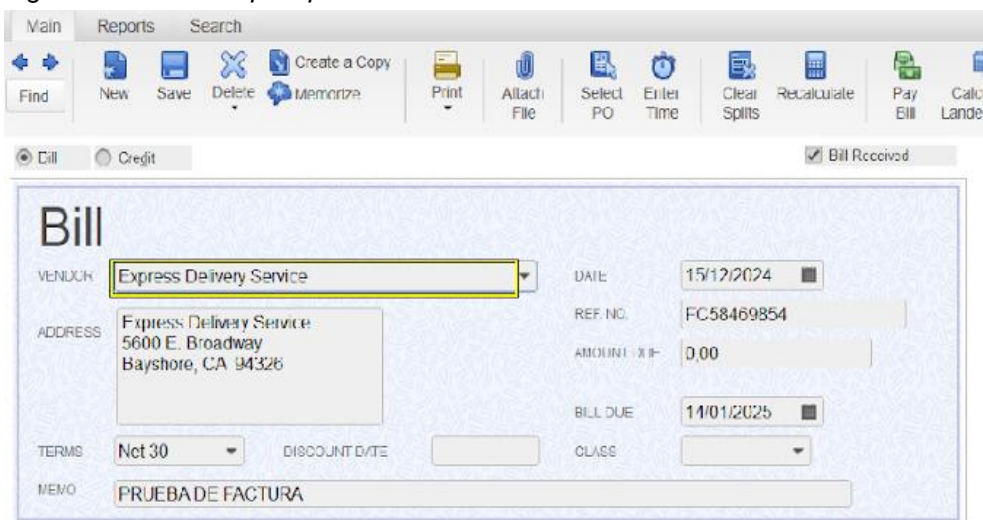 Main Reports Search
Find New Save Delete Create a Copy Memorize Print Attach File Select PO Enter Time Clear Splits Recalculate Pay Bill
Bill Credit Bill Received
Bill
VENDOR Express Delivery Service DATE 15/12/2024
ADDRESS Express Delivery Service REF. NO. FC58469854
5600 E. Broadway
Bayshore, CA 94326 AMOUNT DUE 0,00
BILL DUE 14/01/2025
TERMS Net 30 DISCOUNT DATE CLASS
MEMO PRUEBA DE FACTURA